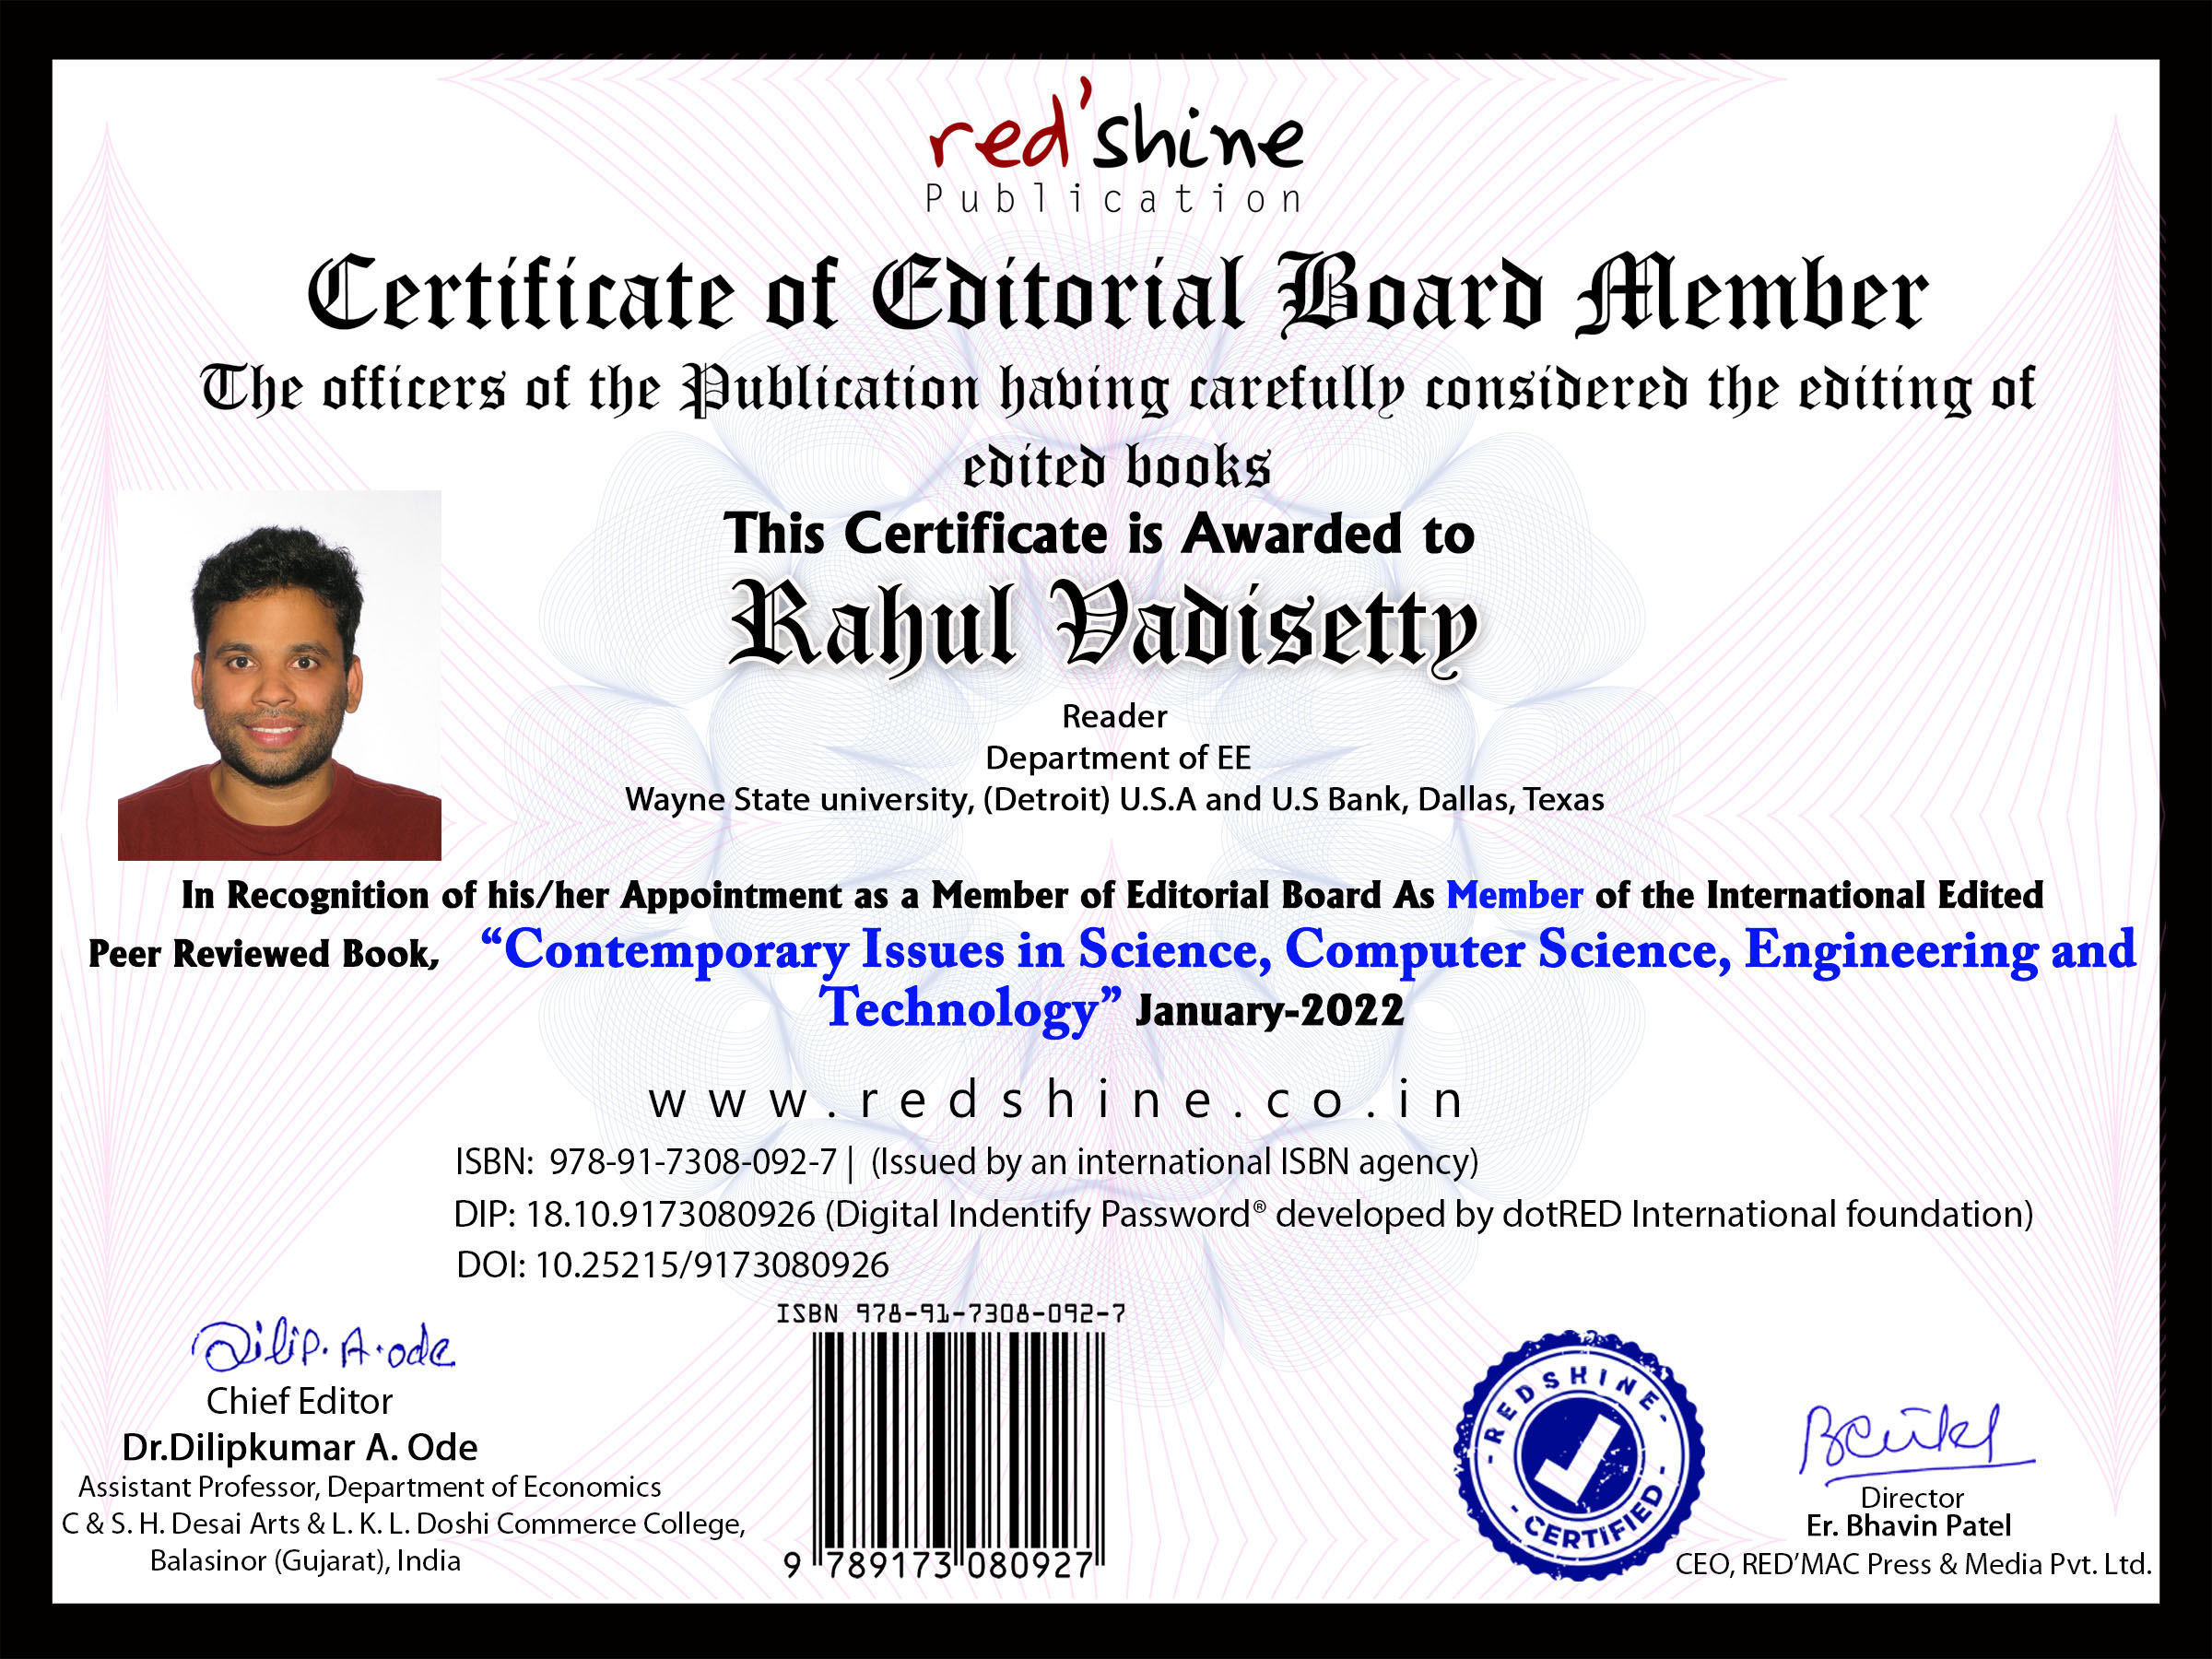 red'shine
Publication
Certificate of Editorial Board Member
The officers of the Publication having carefully considered the editing of
edited books
This Certificate is Awarded to
Rahul Vadisetty
Reader
Department of EE
Wayne State university, (Detroit) U.S.A and U.S Bank, Dallas, Texas
In Recognition of his/her Appointment as a Member of Editorial Board As Member of the International Edited
Peer Reviewed Book, “Contemporary Issues in Science, Computer Science, Engineering and
Technology” January-2022
www.redshine.co.in
ISBN: 978-91-7308-092-7 | (Issued by an international ISBN agency)
DIP: 18.10.9173080926 (Digital Indentify Password® developed by dotRED International foundation)
DOI: 10.25215/9173080926
ISBN 978-91-7308-092-7
9 789173 080927
Dilip. A. ode
Chief Editor
Dr.Dilipkumar A. Ode
Assistant Professor, Department of Economics
C & S. H. Desai Arts & L. K. L. Doshi Commerce College,
Balasinor (Gujarat), India
- REDSHINE -
- CERTIFIED -
Director
Er. Bhavin Patel
CEO, RED’MAC Press & Media Pvt. Ltd.